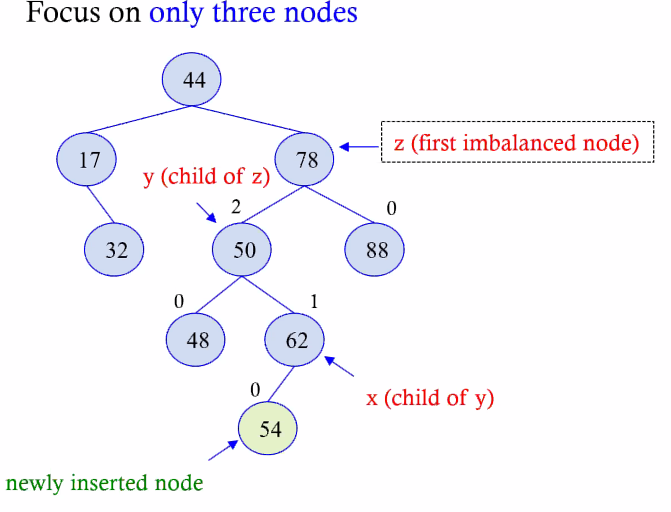 Focus on only three nodes
44
17
78
z (first imbalanced node)
y (child of z)
2
0
32
50
88
0
1
48
62
0
x (child of y)
54
newly inserted node